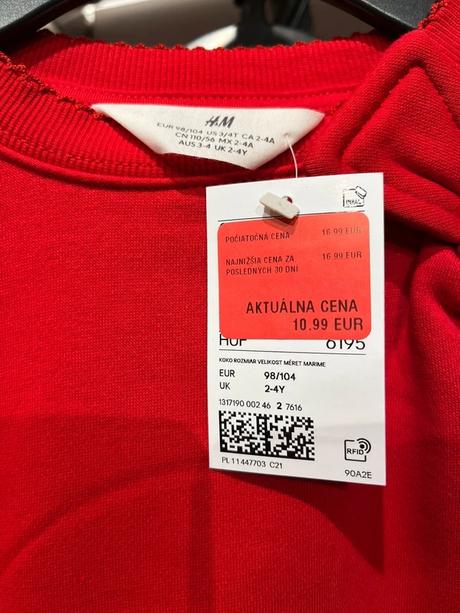 H&M
EUR 98/104 US 3/4T CA 2-4A
CN 110/56 MX 2-4A
AUS 3-4 UK 2-4Y
POČIATOČNÁ CENA 16.99 EUR
NAJNIŽŠIA CENA ZA 16.99 EUR
POSLEDNÝCH 30 DNÍ
AKTUÁLNA CENA
10.99 EUR
HUF 6195
KOKO ROZMIAR VELIKOST MÉRET MARIME
EUR 98/104
UK 2-4Y
1317190 002 46 2 7616
PL 1 1 447703 C21
RFID
90A2E